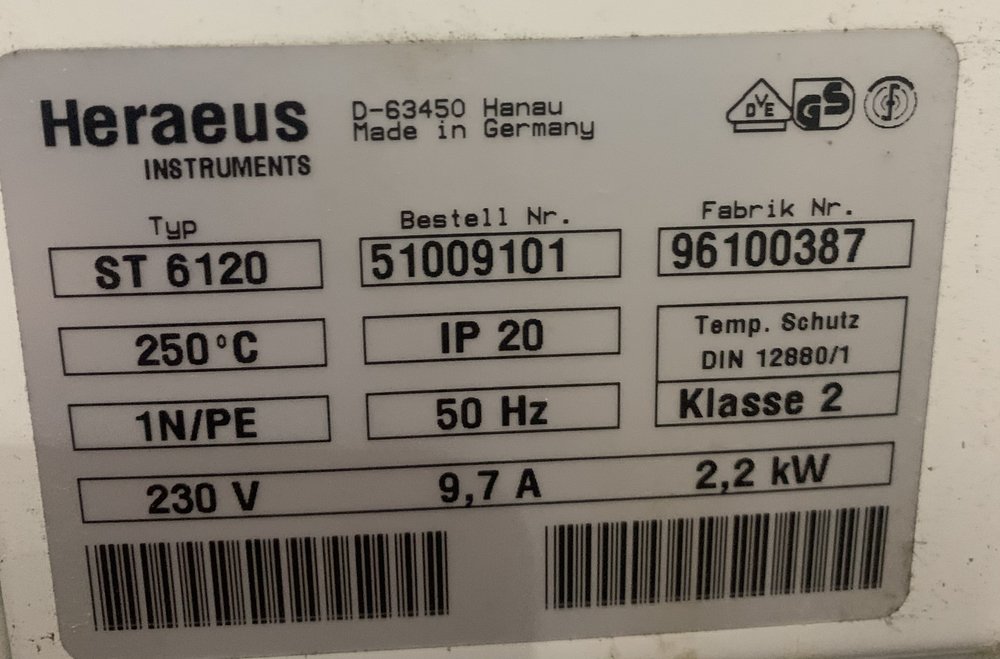 Heraeus
INSTRUMENTS
D-63450 Hanau
Made in Germany
DVE
GS
Typ
ST 6120
Bestell Nr.
51009101
Fabrik Nr.
96100387
250°C
IP 20
Temp. Schutz
DIN 12880/1
Klasse 2
1N/PE
50 Hz
230 V 9,7 A 2,2 kW